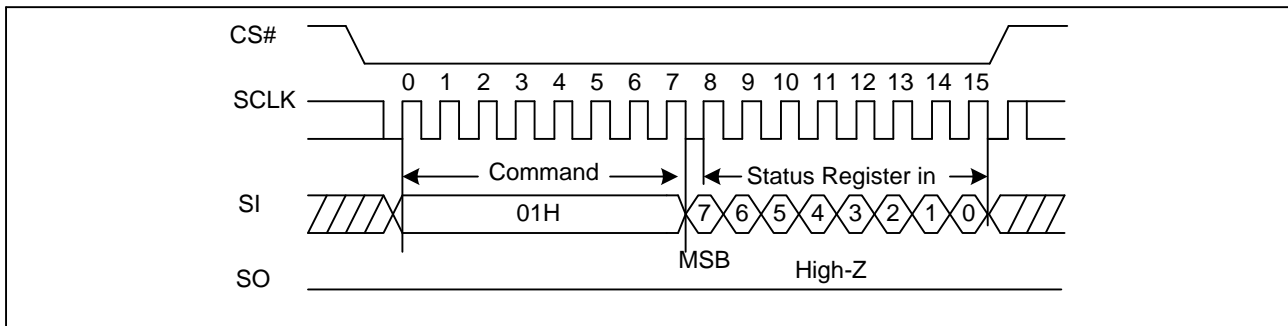 CS#
0 1 2 3 4 5 6 7 8 9 10 11 12 13 14 15
SCLK
Command Status Register in
SI
01H 7 6 5 4 3 2 1 0
MSB
High-Z
SO